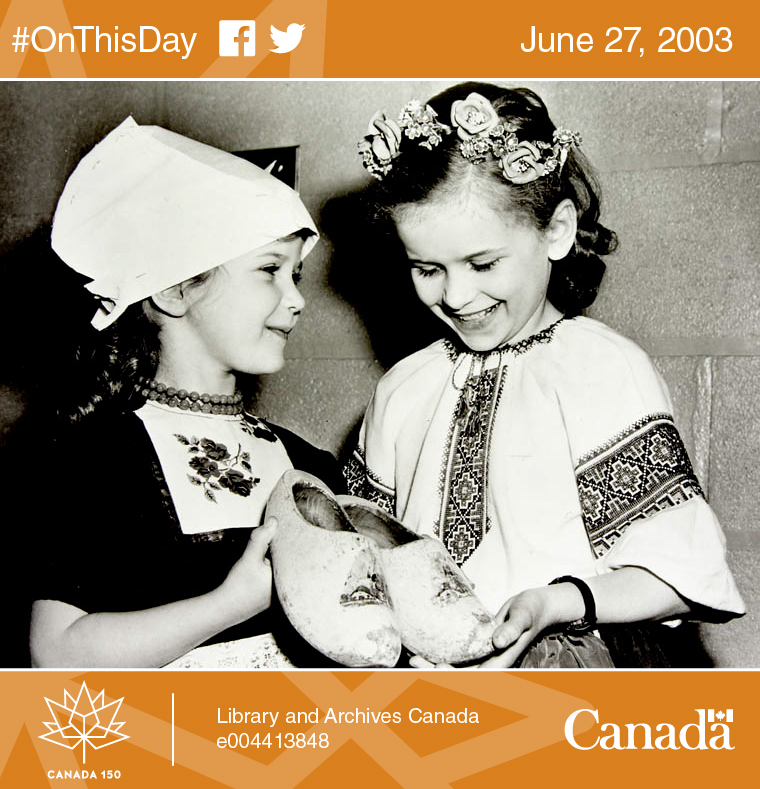 #OnThisDay
June 27, 2003
Library and Archives Canada
e004413848
CANADA 150
Canada